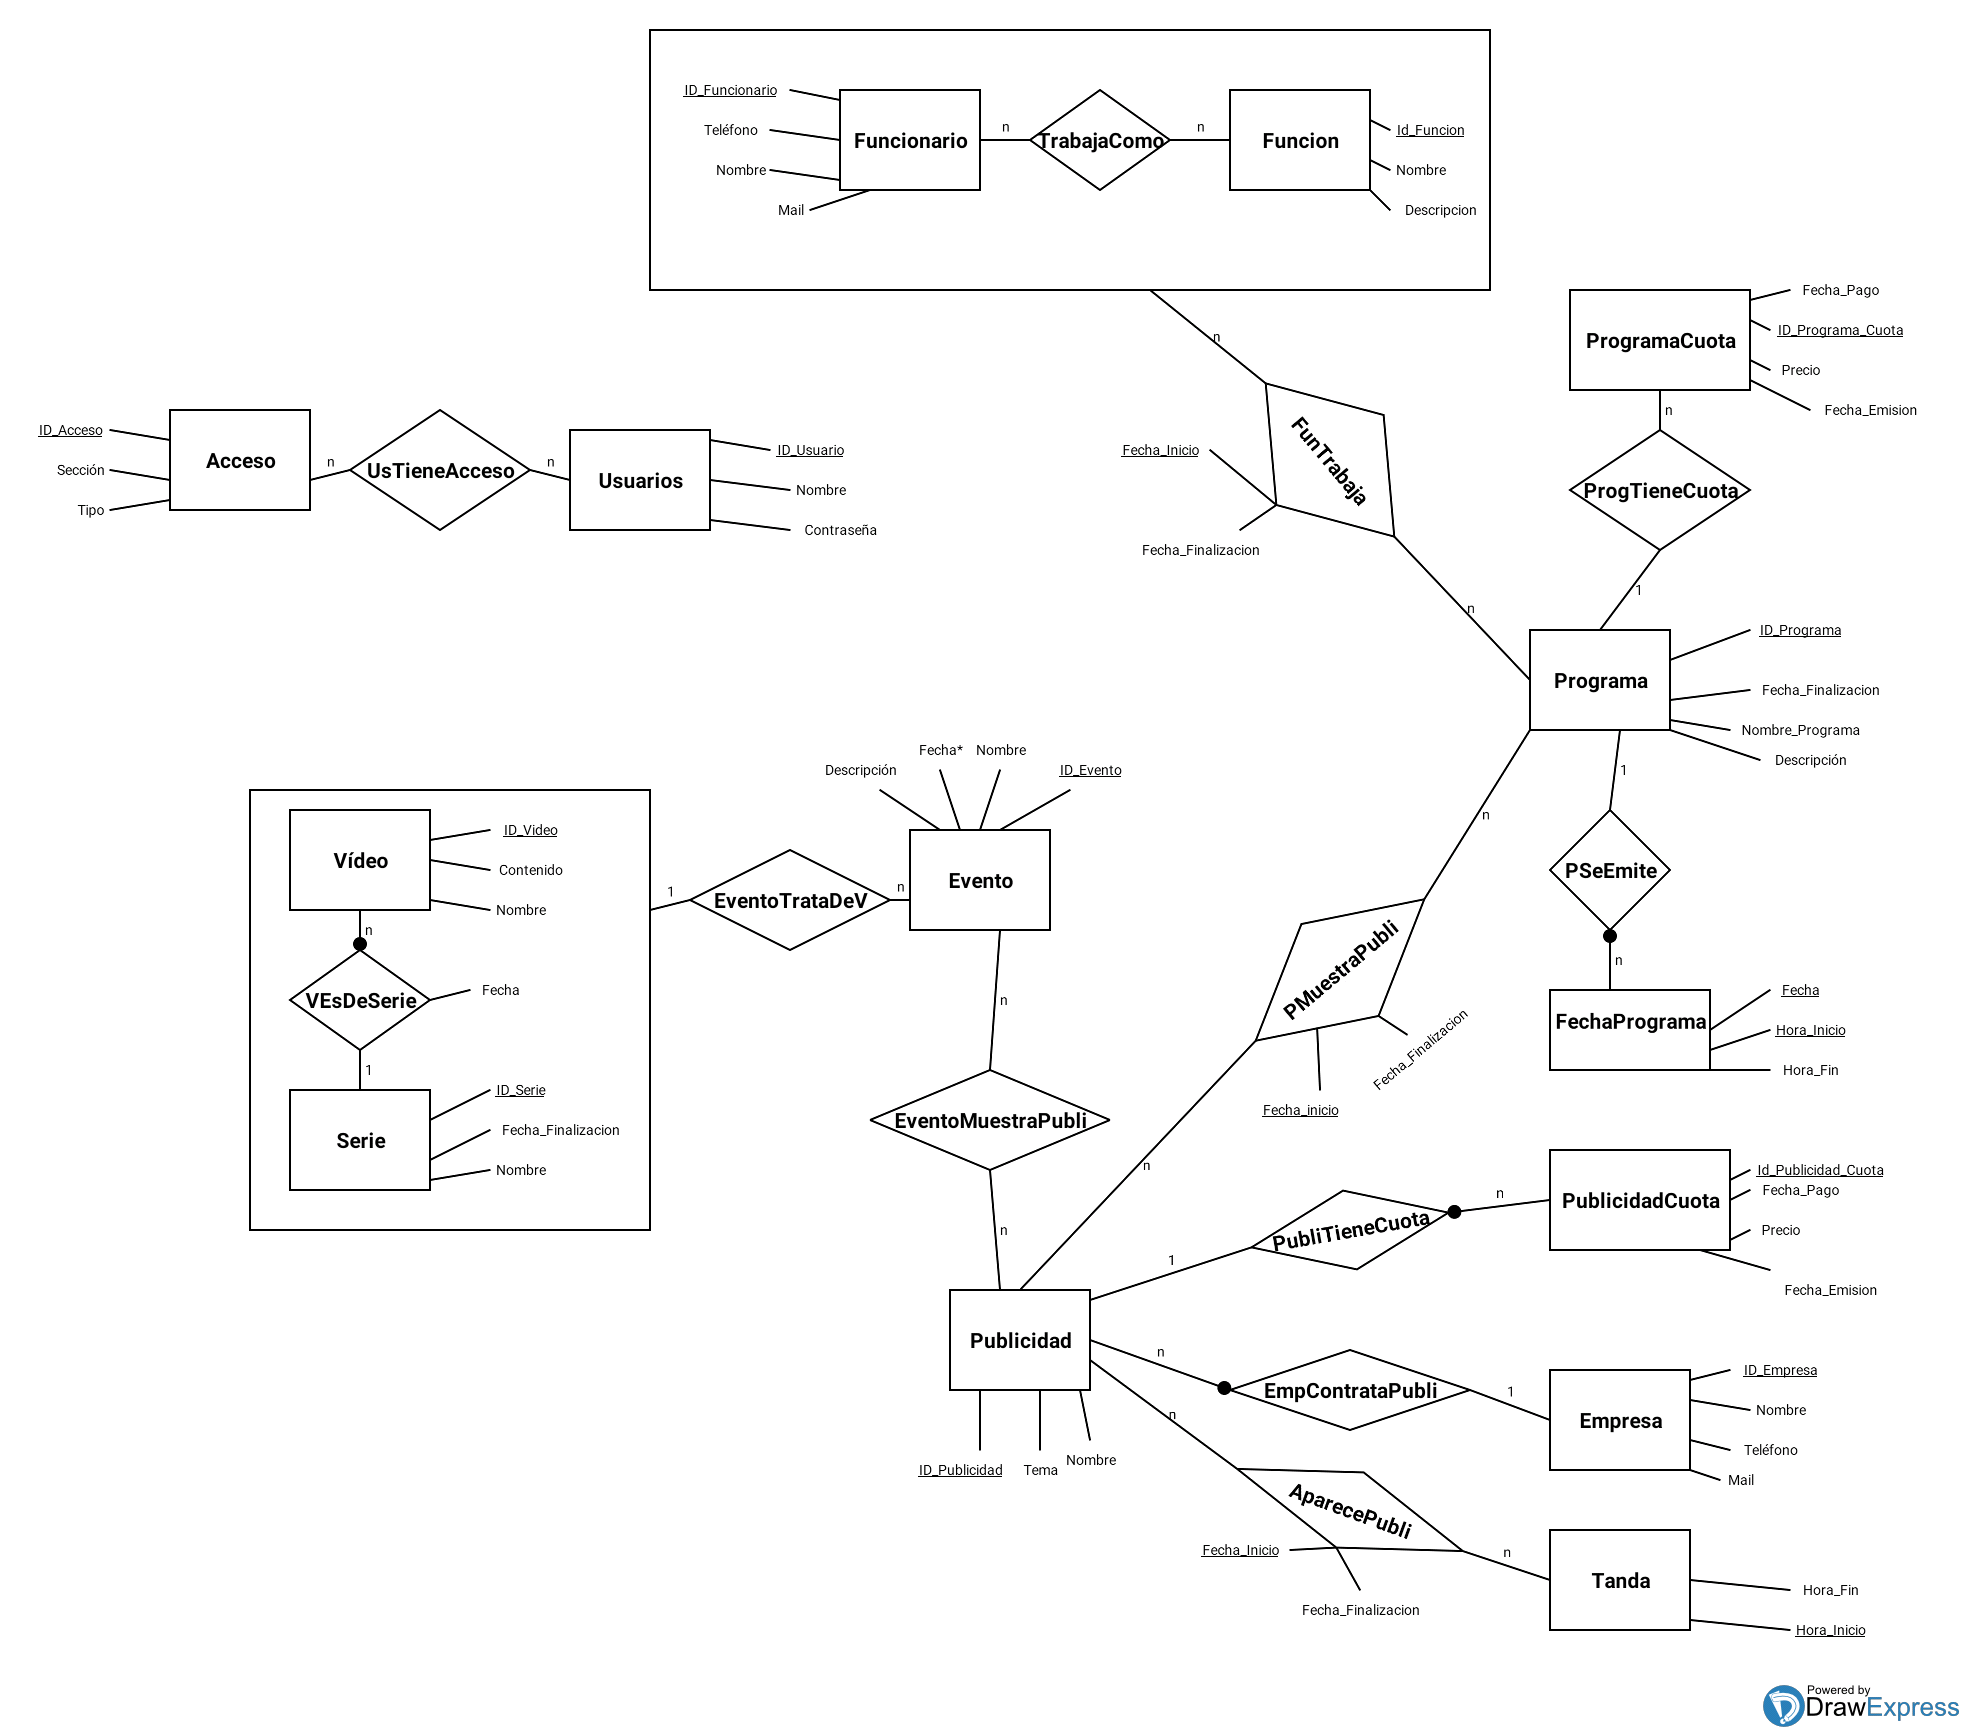 ID_Funcionario
Teléfono
Nombre
Mail
Funcionario
n
TrabajaComo
n
Funcion
Id_Funcion
Nombre
Descripcion
n
Fecha_Inicio
Fecha_Finalizacion
FunTrabaja
n
ProgramaCuota
Fecha_Pago
ID_Programa_Cuota
Precio
Fecha_Emision
n
ProgTieneCuota
1
ID_Acceso
Sección
Tipo
Acceso
n
UsTieneAcceso
n
Usuarios
ID_Usuario
Nombre
Contraseña
Programa
ID_Programa
Fecha_Finalizacion
Nombre_Programa
Descripción
1
PSeEmite
n
FechaPrograma
Fecha
Hora_Inicio
Hora_Fin
Vídeo
ID_Video
Contenido
Nombre
n
VEsDeSerie
Fecha
1
Serie
ID_Serie
Fecha_Finalizacion
Nombre
1
EventoTrataDeV
n
Descripción
Fecha*
Nombre
ID_Evento
Evento
n
EventoMuestraPubli
n
n
PMuestraPubli
Fecha_inicio
Fecha_Finalizacion
n
Publicidad
ID_Publicidad
Tema
Nombre
1
PubliTieneCuota
n
PublicidadCuota
Id_Publicidad_Cuota
Fecha_Pago
Precio
Fecha_Emision
n
EmpContrataPubli
1
Empresa
ID_Empresa
Nombre
Teléfono
Mail
n
AparecePubli
Fecha_Inicio
Fecha_Finalizacion
n
Tanda
Hora_Fin
Hora_Inicio
Powered by
DrawExpress